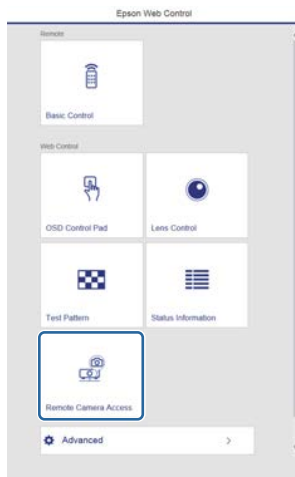 Epson Web Control
Remote
Basic Control
Web Control
OSD Control Pad
Lens Control
Test Pattern
Status Information
Remote Camera Access
Advanced